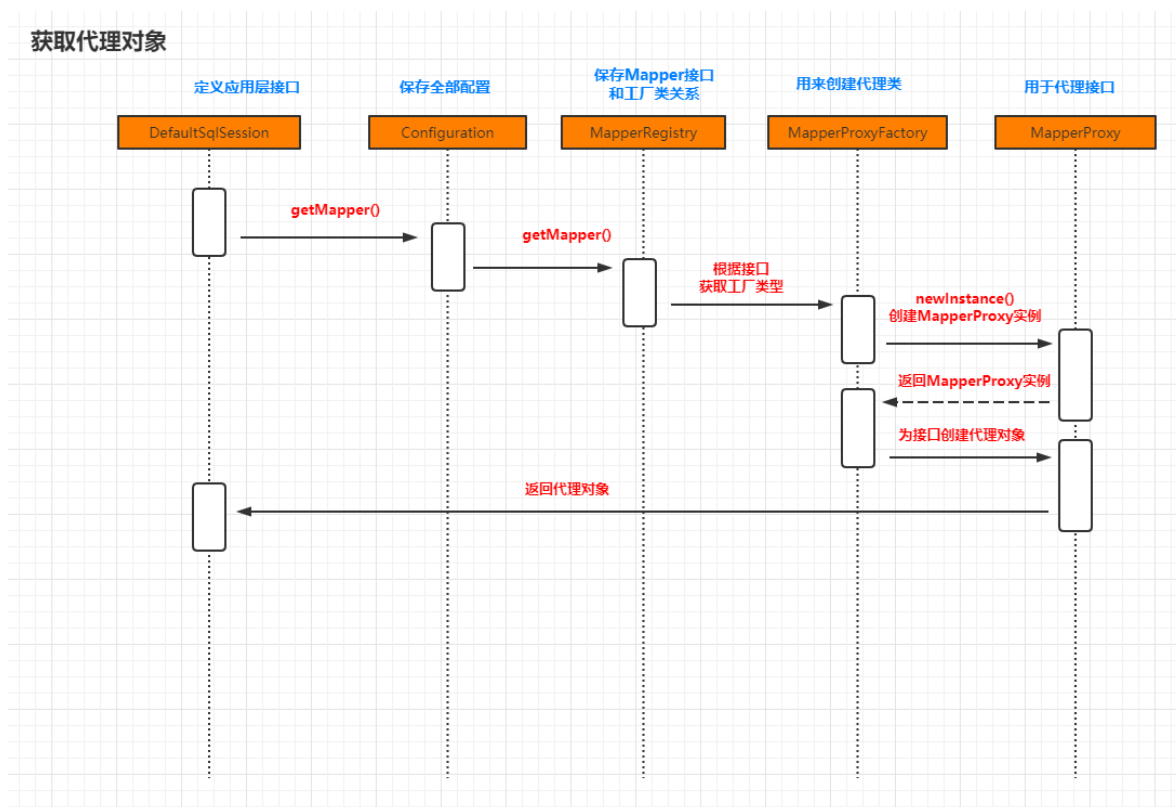 获取代理对象
定义应用层接口
保存全部配置
保存Mapper接口
和工厂类关系
用来创建代理类
用于代理接口
DefaultSqlSession
Configuration
MapperRegistry
MapperProxyFactory
MapperProxy
getMapper()
getMapper()
根据接口
获取工厂类型
newInstance()
创建MapperProxy实例
返回MapperProxy实例
为接口创建代理对象
返回代理对象